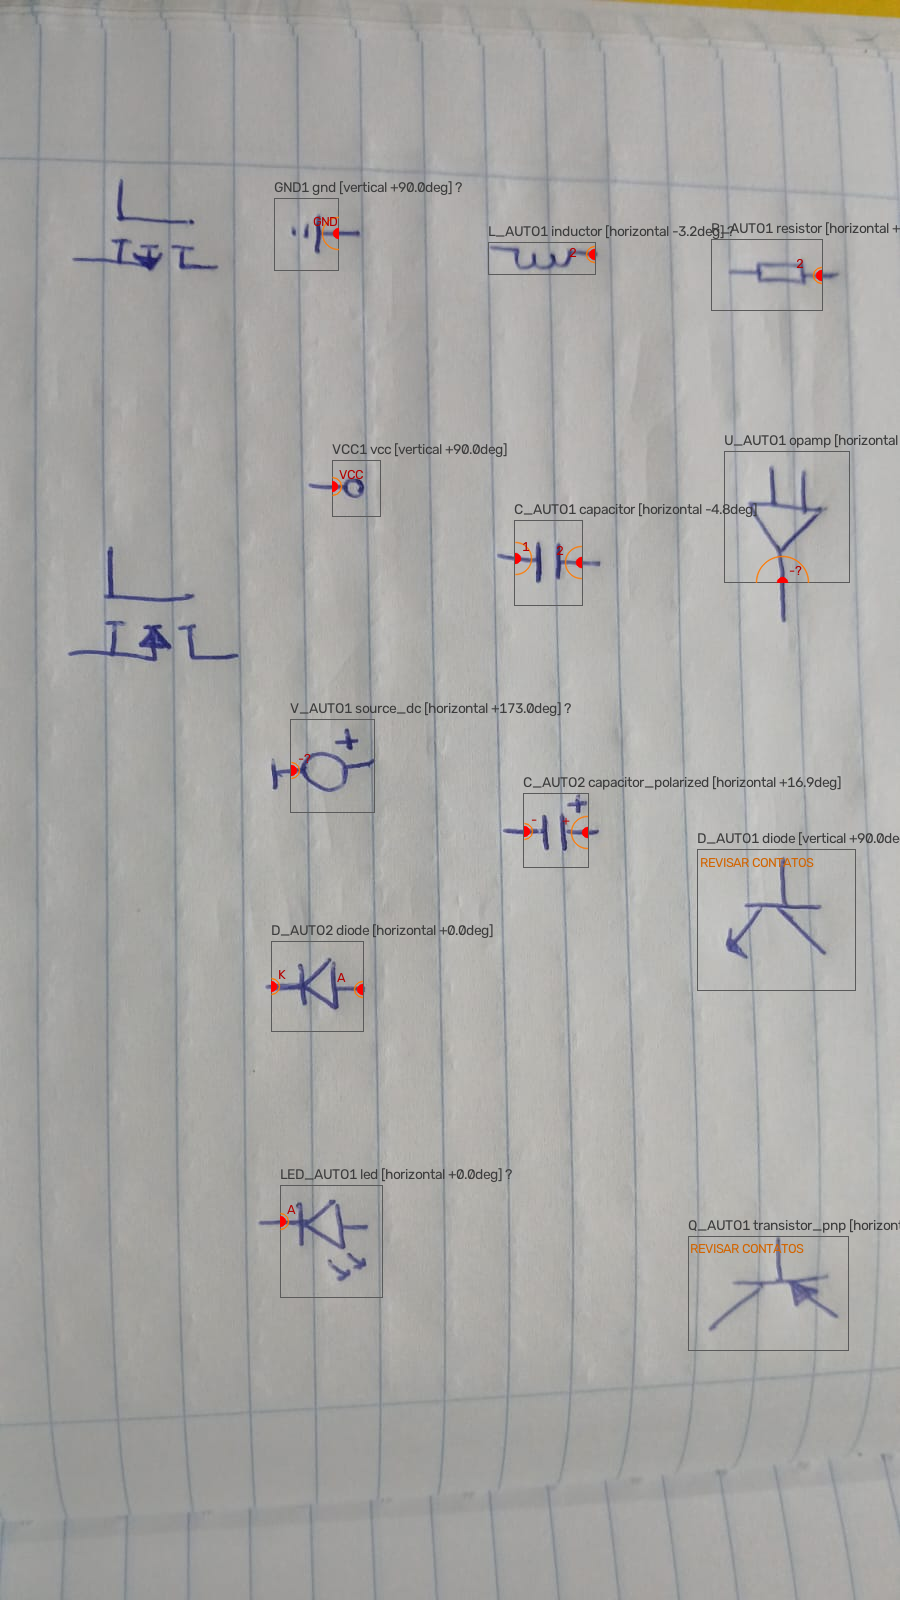 GND1 gnd [vertical +90.0deg] ?
GND
L_AUTO1 inductor [horizontal -3.2deg] ?
2
R_AUTO1 resistor [horizontal +
2
VCC1 vcc [vertical +90.0deg]
VCC
U_AUTO1 opamp [horizontal
-?
C_AUTO1 capacitor [horizontal -4.8deg]
1 2
V_AUTO1 source_dc [horizontal +173.0deg] ?
-?
+
C_AUTO2 capacitor_polarized [horizontal +16.9deg]
+
- +
D_AUTO1 diode [vertical +90.0de
REVISAR CONTATOS
D_AUTO2 diode [horizontal +0.0deg]
K A
LED_AUTO1 led [horizontal +0.0deg] ?
A
Q_AUTO1 transistor_pnp [horizont
REVISAR CONTATOS